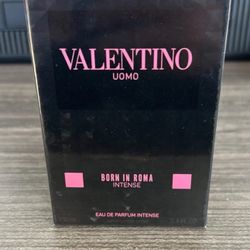 VALENTINO
UOMO
BORN IN ROMA
INTENSE
EAU DE PARFUM INTENSE